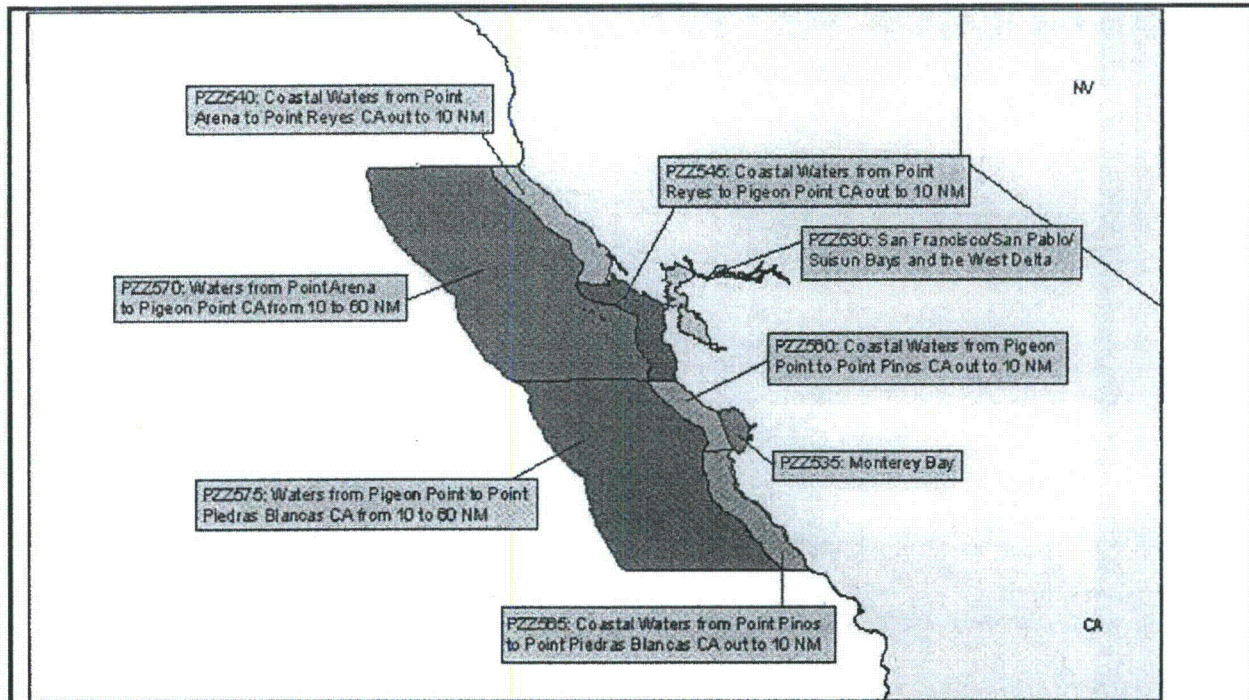 NV
PZZ540: Coastal Waters from Point
Arena to Point Reyes CA out to 10 NM
PZZ545: Coastal Waters from Point
Reyes to Pigeon Point CA out to 10 NM
PZZ530: San Francisco/San Pablo/
Suisun Bays and the West Delta
PZZ570: Waters from Point Arena
to Pigeon Point CA from 10 to 60 NM
PZZ560: Coastal Waters from Pigeon
Point to Point Pinos CA out to 10 NM
PZZ535: Monterey Bay
PZZ575: Waters from Pigeon Point to Point
Piedras Blancas CA from 10 to 60 NM
PZZ565: Coastal Waters from Point Pinos
to Point Piedras Blancas CA out to 10 NM
CA